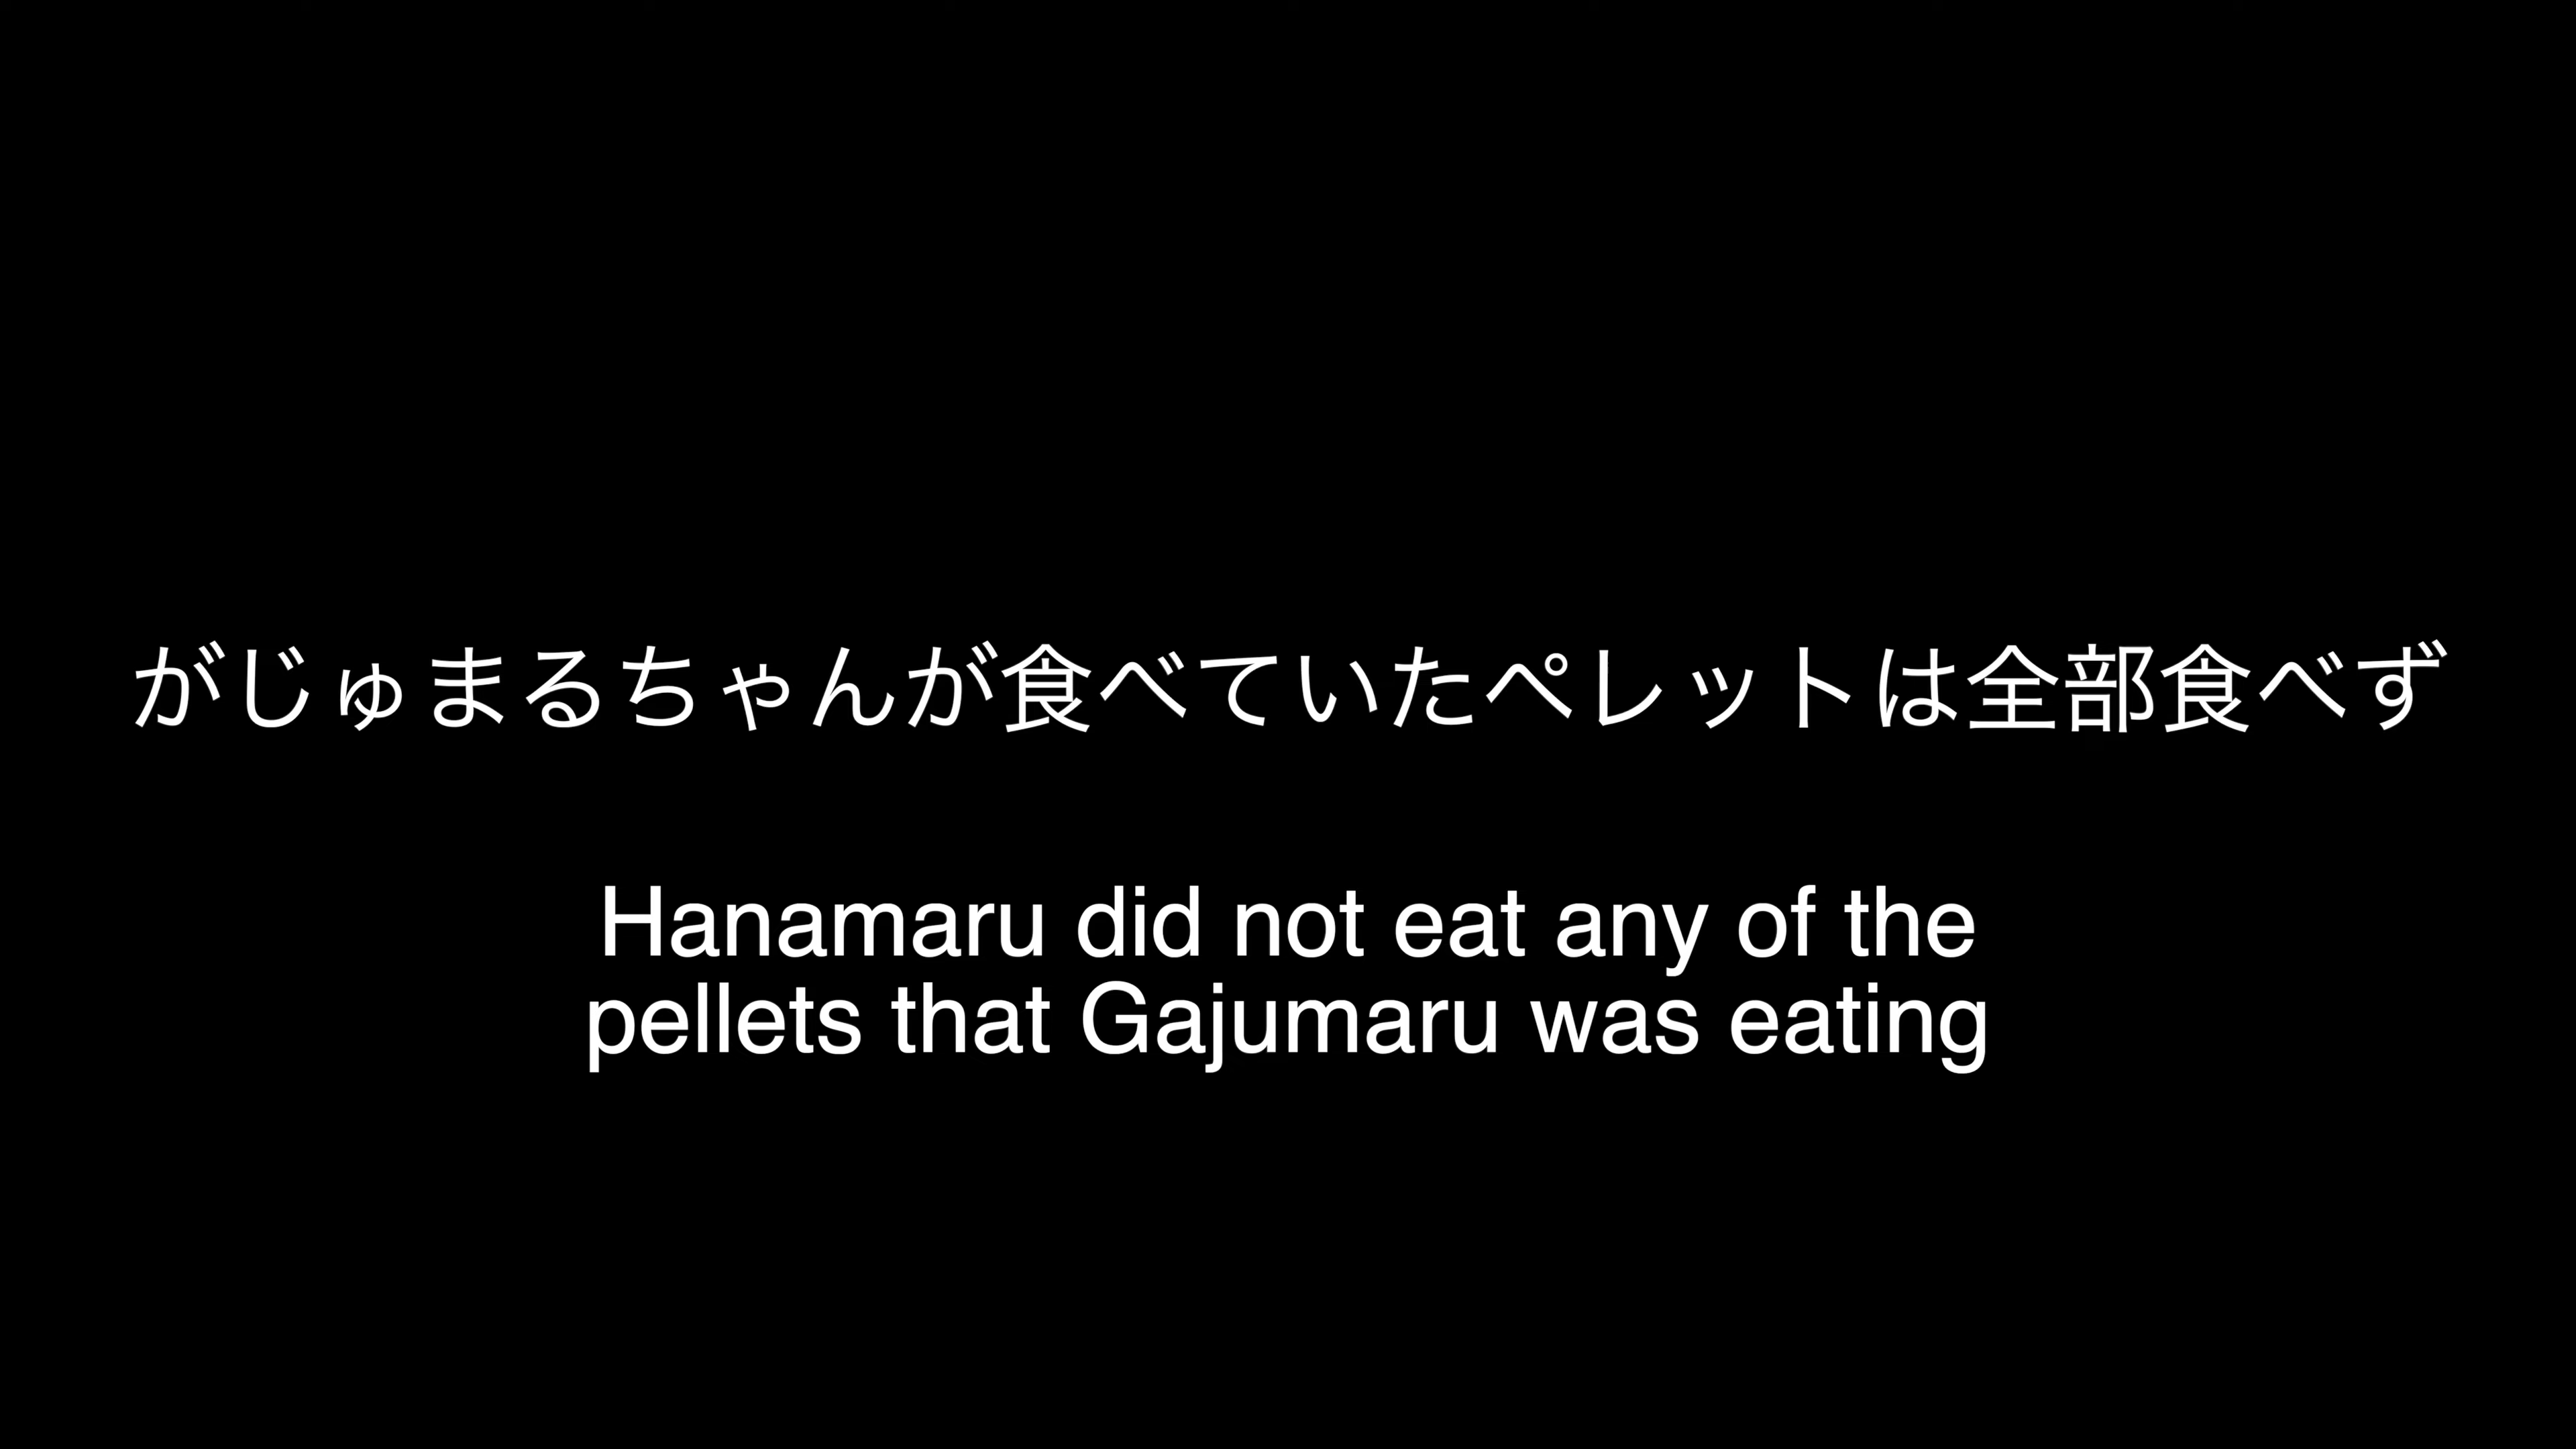 がじゅまるちゃんが食べていたペレットは全部食べず
Hanamaru did not eat any of the
pellets that Gajumaru was eating